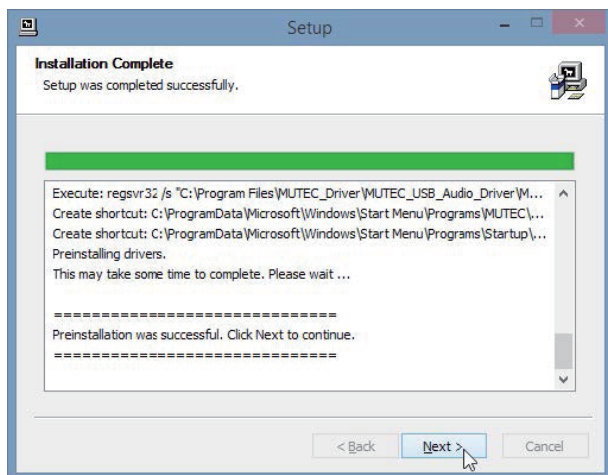 Setup
Installation Complete
Setup was completed successfully.
Execute: regsvr32 /s "C:\Program Files\MUTEC_Driver\MUTEC_USB_Audio_Driver\M...
Create shortcut: C:\ProgramData\Microsoft\Windows\Start Menu\Programs\MUTEC\...
Create shortcut: C:\ProgramData\Microsoft\Windows\Start Menu\Programs\Startup\...
Preinstalling drivers.
This may take some time to complete. Please wait ...
===============================
Preinstallation was successful. Click Next to continue.
===============================
< Back Next > Cancel